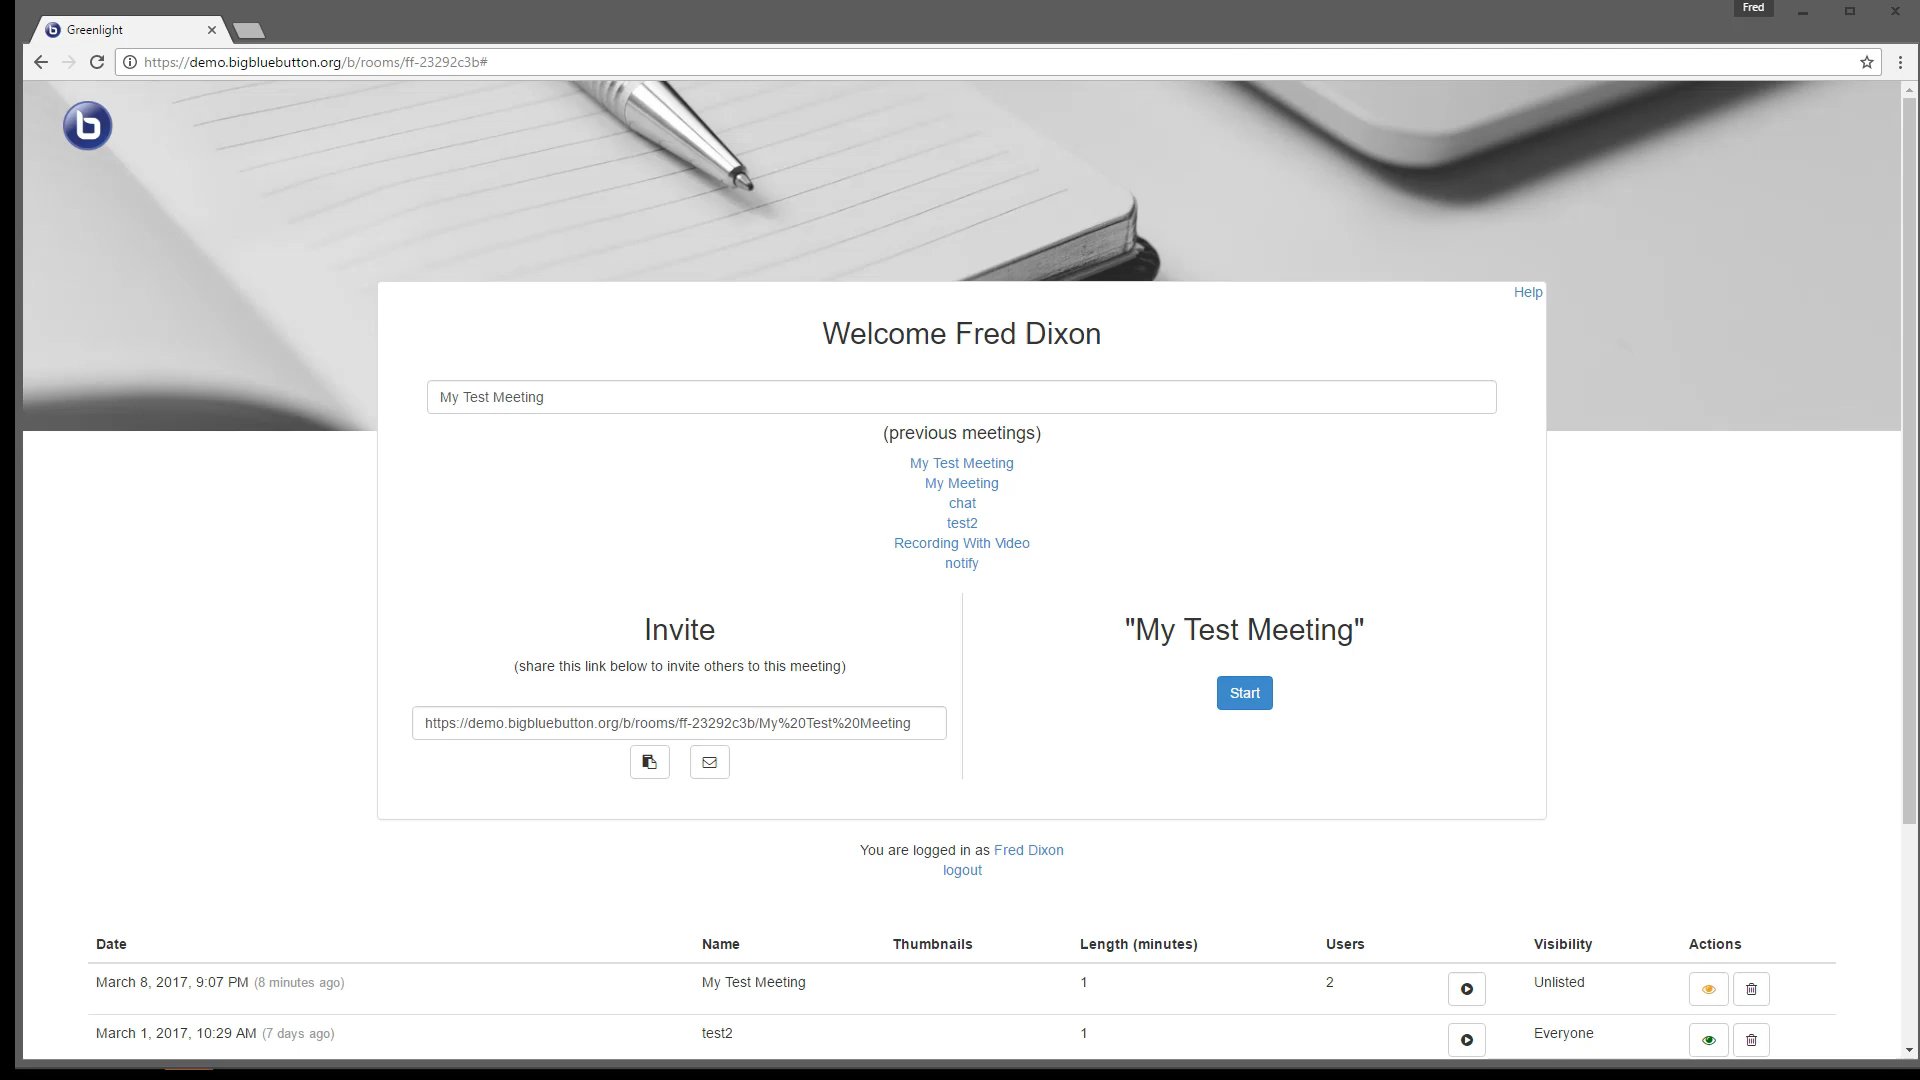 Fred
Greenlight
https://demo.bigbluebutton.org/b/rooms/ff-23292c3b#
b
Help
Welcome Fred Dixon
My Test Meeting
(previous meetings)
My Test Meeting
My Meeting
chat
test2
Recording With Video
notify
Invite
"My Test Meeting"
(share this link below to invite others to this meeting)
Start
https://demo.bigbluebutton.org/b/rooms/ff-23292c3b/My%20Test%20Meeting
You are logged in as Fred Dixon
logout
Date Name Thumbnails Length (minutes) Users Visibility Actions
March 8, 2017, 9:07 PM (8 minutes ago) My Test Meeting 1 2 Unlisted
March 1, 2017, 10:29 AM (7 days ago) test2 1 Everyone